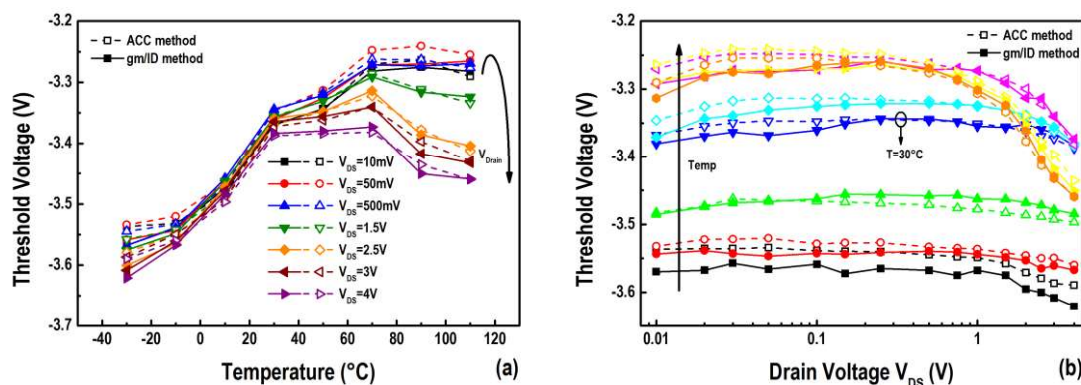 -3.2
-3.3
-3.4
-3.5
-3.6
-3.7
Threshold Voltage (V)
-40 -20 0 20 40 60 80 100 120 140
Temperature (°C)
(a)
ACC method
gm/ID method
V_Drain
V_DS=10mV
V_DS=50mV
V_DS=500mV
V_DS=1.5V
V_DS=2.5V
V_DS=3V
V_DS=4V
-3.2
-3.3
-3.4
-3.5
-3.6
Threshold Voltage (V)
0.01 0.1 1
Drain Voltage V_DS (V)
(b)
ACC method
gm/ID method
Temp
T=30°C